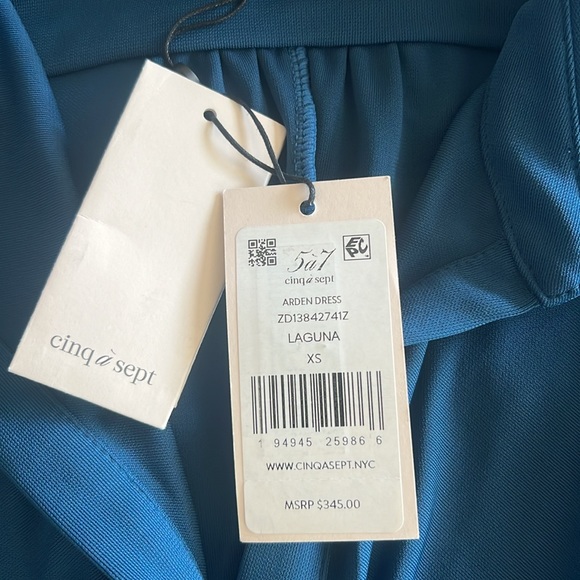 cinq à sept
5à7
cinq à sept
EPC
ARDEN DRESS
ZD13842741Z
LAGUNA
XS
1 94945 25986 6
WWW.CINQASEPT.NYC
MSRP $345.00